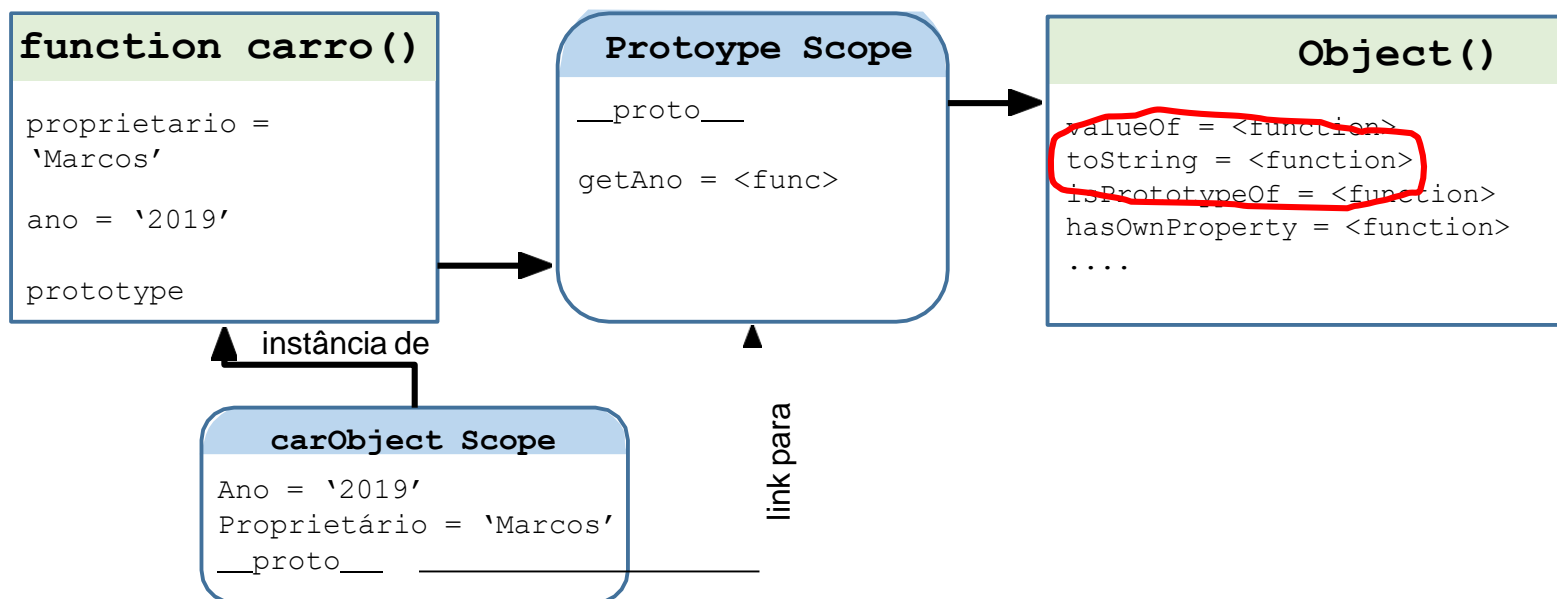 function carro()
proprietario =
‘Marcos’
ano = ‘2019’
prototype
Protoype Scope
__proto__
getAno = <func>
Object()
valueOf = <function>
toString = <function>
isPrototypeOf = <function>
hasOwnProperty = <function>
....
instância de
link para
carObject Scope
Ano = ‘2019’
Proprietário = ‘Marcos’
__proto__